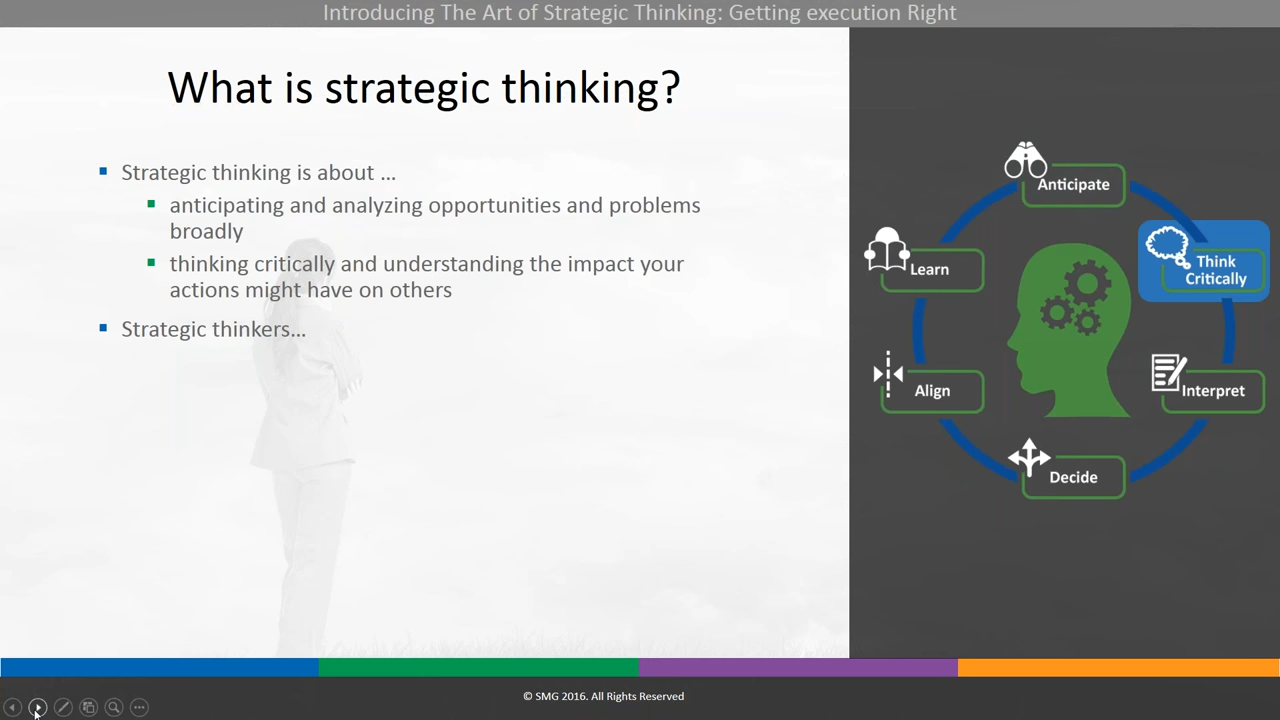 Introducing The Art of Strategic Thinking: Getting execution Right
What is strategic thinking?
Strategic thinking is about ...
anticipating and analyzing opportunities and problems
broadly
thinking critically and understanding the impact your
actions might have on others
Strategic thinkers...
Anticipate
Think
Critically
Learn
Align
Interpret
Decide
© SMG 2016. All Rights Reserved